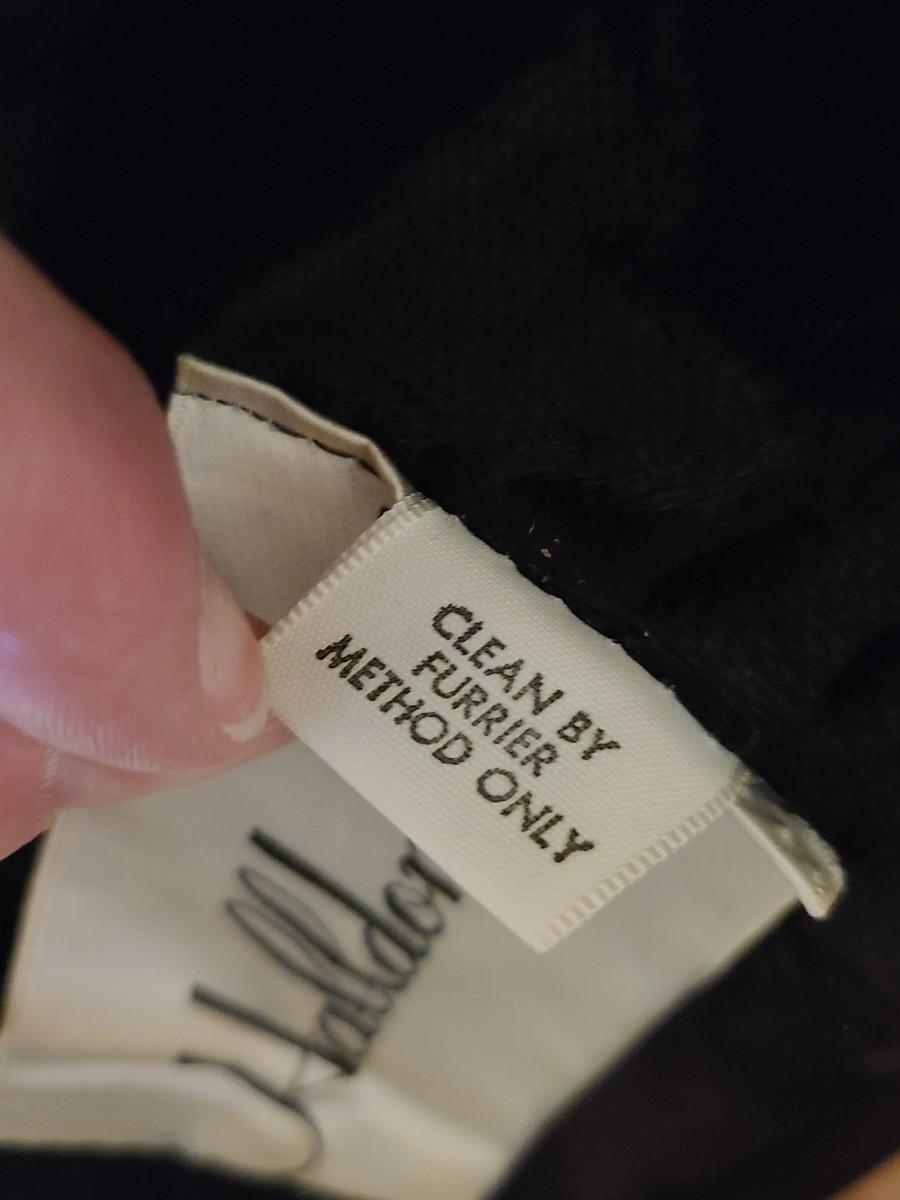 CLEAN BY
FURRIER
METHOD ONLY